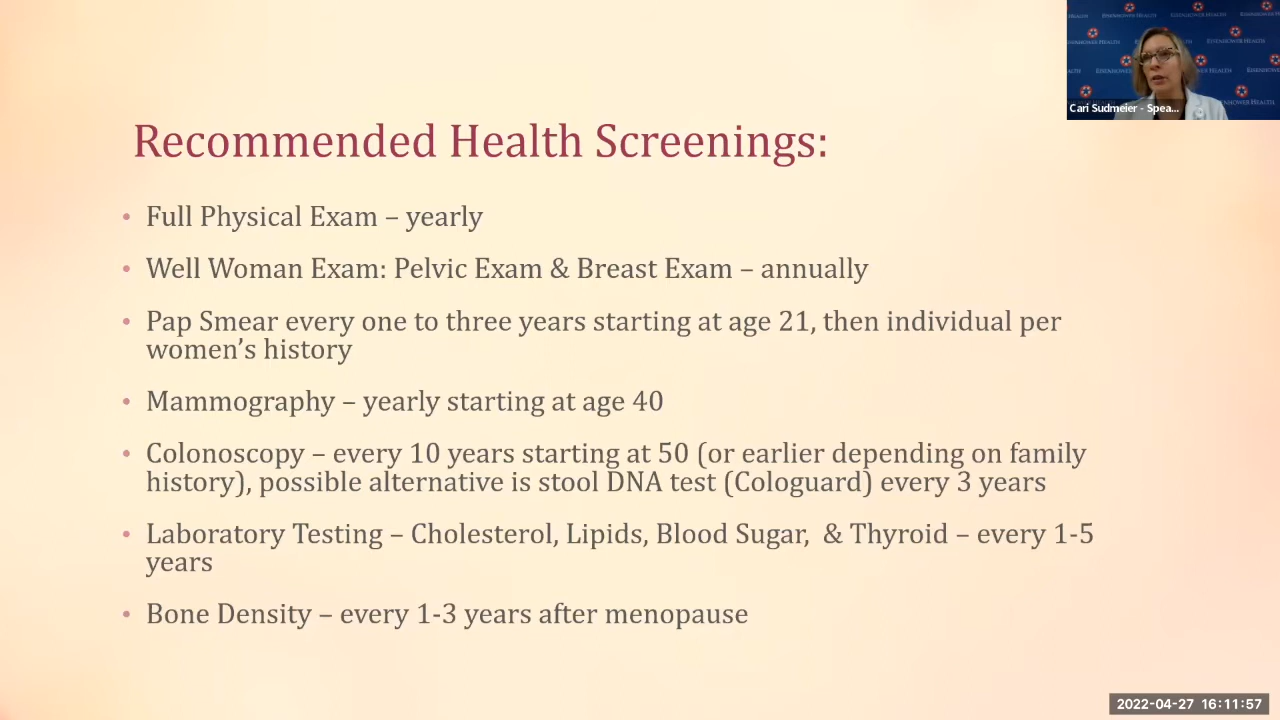 Recommended Health Screenings:
• Full Physical Exam – yearly
• Well Woman Exam: Pelvic Exam & Breast Exam – annually
• Pap Smear every one to three years starting at age 21, then individual per
women’s history
• Mammography – yearly starting at age 40
• Colonoscopy – every 10 years starting at 50 (or earlier depending on family
history), possible alternative is stool DNA test (Cologuard) every 3 years
• Laboratory Testing – Cholesterol, Lipids, Blood Sugar,  & Thyroid – every 1-5
years
• Bone Density – every 1-3 years after menopause
EISENHOWER HEALTH
Cari Sudmeier - Spea...
2022-04-27 16:11:57